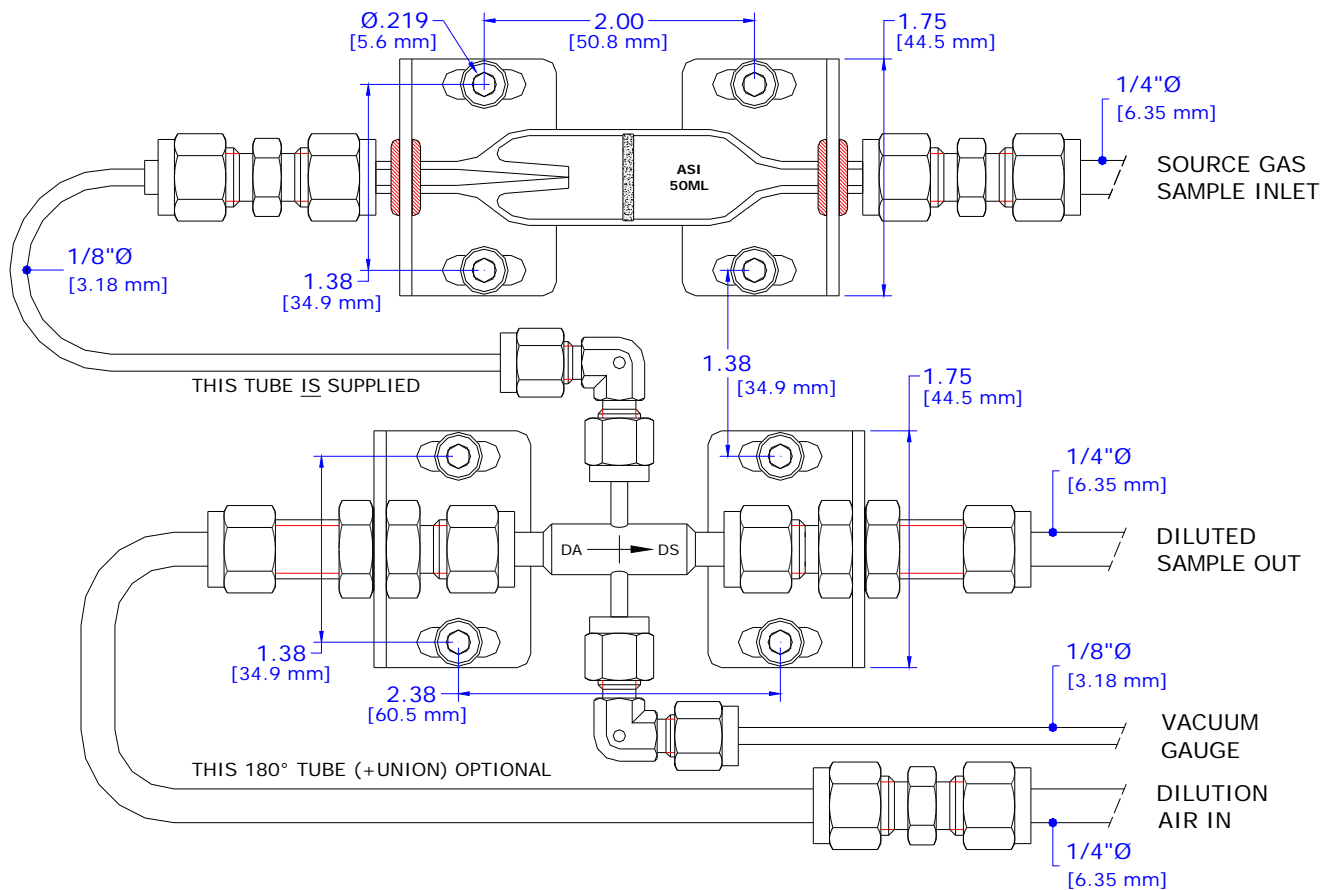 Ø.219
[5.6 mm]
2.00
[50.8 mm]
1.75
[44.5 mm]
1/4"Ø
[6.35 mm]
SOURCE GAS
SAMPLE INLET
ASI
50ML
1/8"Ø
[3.18 mm]
1.38
[34.9 mm]
THIS TUBE IS SUPPLIED
1.38
[34.9 mm]
1.75
[44.5 mm]
1/4"Ø
[6.35 mm]
DILUTED
SAMPLE OUT
DA DS
1.38
[34.9 mm]
2.38
[60.5 mm]
1/8"Ø
[3.18 mm]
VACUUM
GAUGE
THIS 180° TUBE (+UNION) OPTIONAL
DILUTION
AIR IN
1/4"Ø
[6.35 mm]